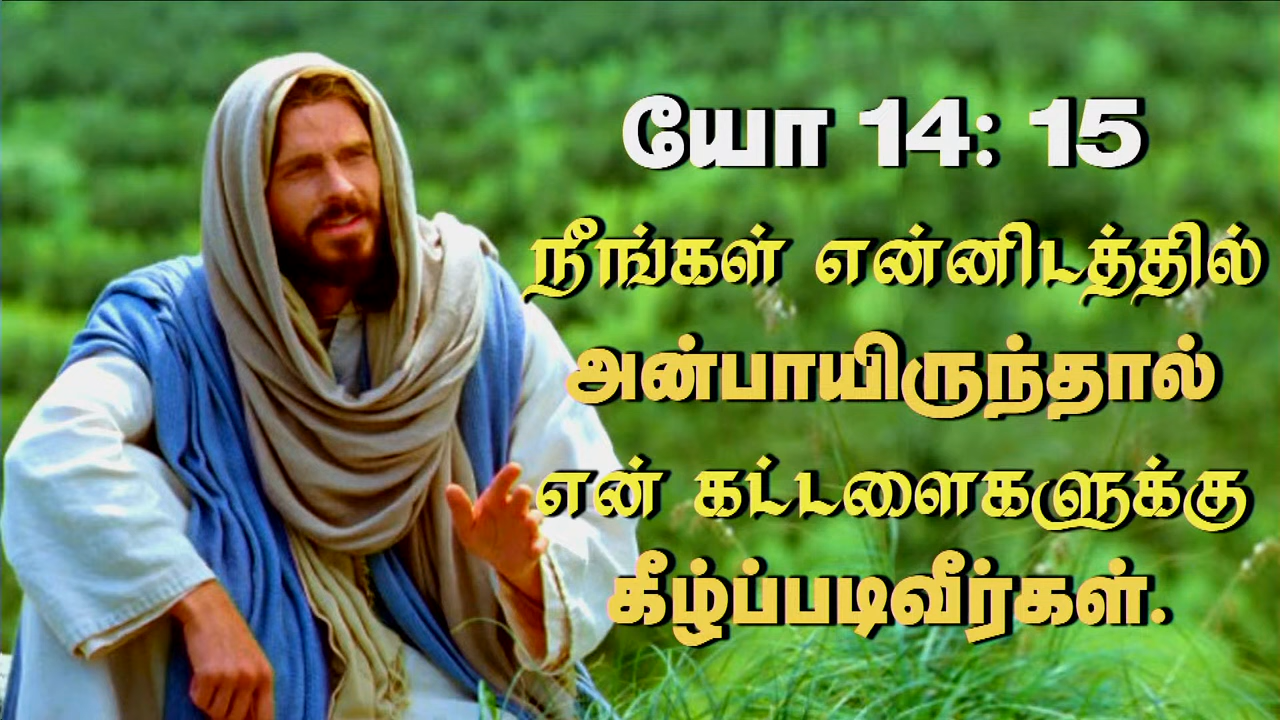 யோ 14: 15
நீங்கள் என்னிடத்தில்
அன்பாயிருந்தால்
என் கட்டளைகளுக்கு
கீழ்ப்படிவீர்கள்.